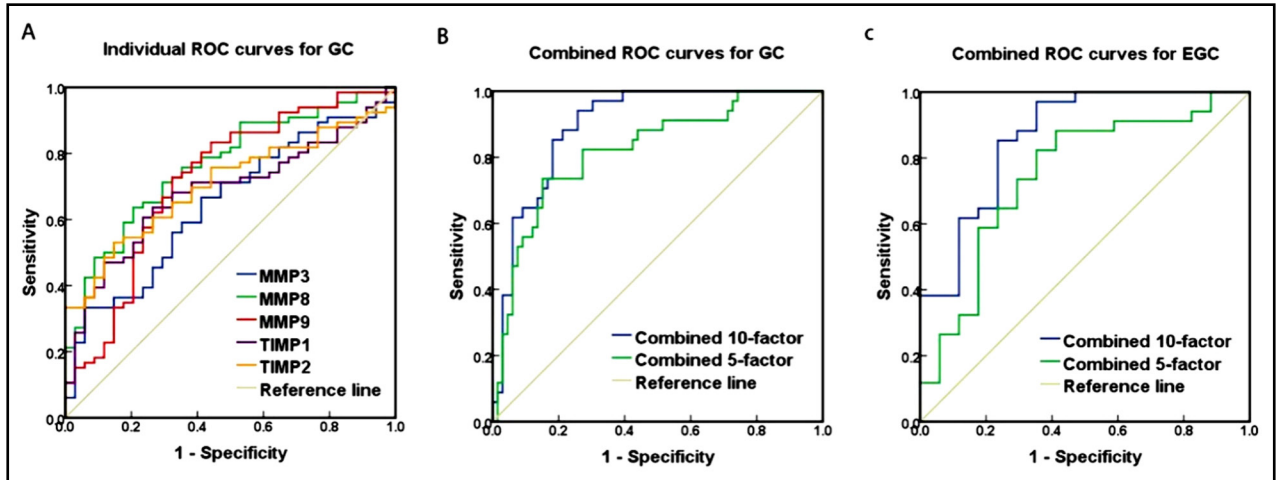 A
Individual ROC curves for GC
1.0
0.8
0.6
0.4
0.2
0.0
Sensitivity
MMP3
MMP8
MMP9
TIMP1
TIMP2
Reference line
0.0 0.2 0.4 0.6 0.8 1.0
1 - Specificity
B
Combined ROC curves for GC
1.0
0.8
0.6
0.4
0.2
0.0
Sensitivity
Combined 10-factor
Combined 5-factor
Reference line
0.0 0.2 0.4 0.6 0.8 1.0
1 - Specificity
c
Combined ROC curves for EGC
1.0
0.8
0.6
0.4
0.2
0.0
Sensitivity
Combined 10-factor
Combined 5-factor
Reference line
0.0 0.2 0.4 0.6 0.8 1.0
1 - Specificity